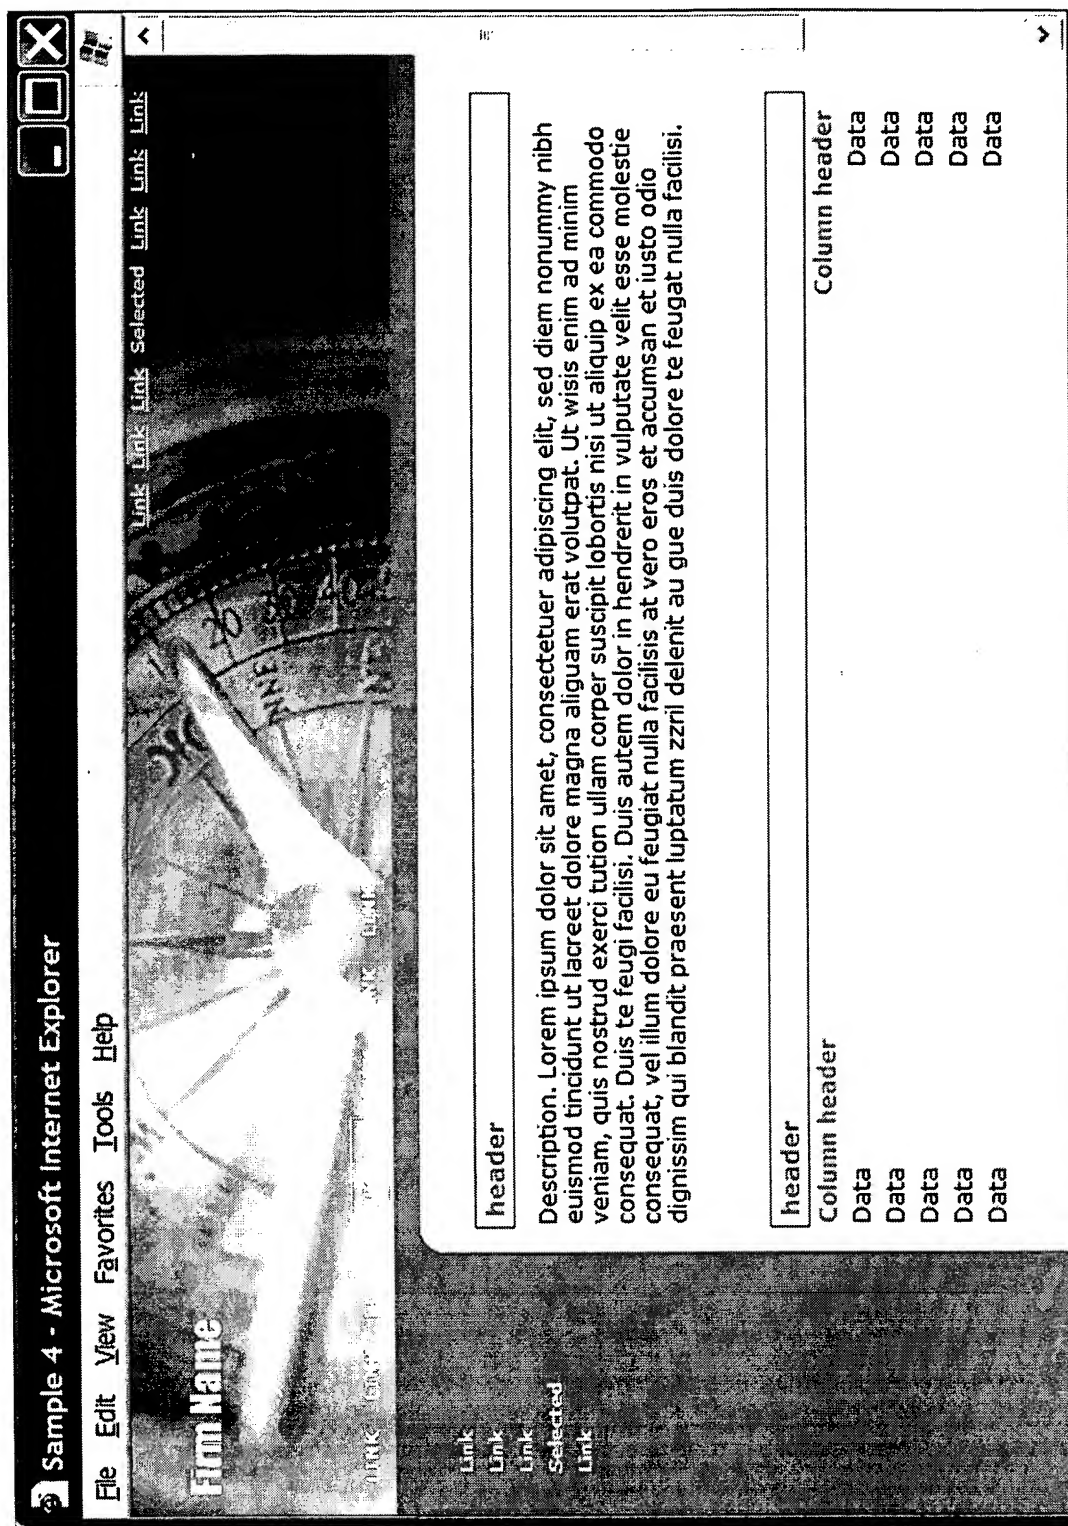 Sample 4 - Microsoft Internet Explorer
File Edit View Favorites Tools Help
Link Link Link Selected Link Link Link
Firm Name
20
NNE
LINK Link
NK LINK
Link
Link
Link
Selected
Link
header
Description. Lorem ipsum dolor sit amet, consectetuer adipiscing elit, sed diem nonummy nibh
euismod tincidunt ut lacreet dolore magna aliguam erat volutpat. Ut wisis enim ad minim
veniam, quis nostrud exerci tution ullam corper suscipit lobortis nisi ut aliquip ex ea commodo
consequat. Duis te feugi facilisi. Duis autem dolor in hendrerit in vulputate velit esse molestie
consequat, vel illum dolore eu feugiat nulla facilisis at vero eros et accumsan et iusto odio
dignissim qui blandit praesent luptatum zzril delenit au gue duis dolore te feugat nulla facilisi.
header
Column header Column header
Data Data
Data Data
Data Data
Data Data
Data Data